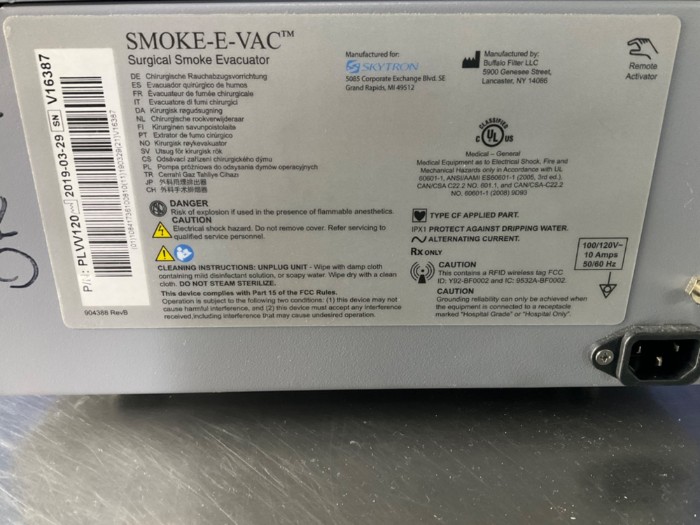 SMOKE-E-VAC™
Surgical Smoke Evacuator
DE Chirurgische Rauchabzugsvorrichtung
ES Evacuador quirúrgico de humos
FR Évacuateur de fumée chirurgicale
IT Evacuatore di fumi chirurgici
DA Kirurgisk røgudsugning
NL Chirurgische rookverwijderaar
FI Kirurginen savunpoistolaite
PT Extrator de fumo cirúrgico
NO Kirurgisk røykevakuator
SV Utsug för kirurgisk rök
CS Odsávací zařízení chirurgického dýmu
PL Pompa próżniowa do odsysania dymów operacyjnych
TR Cerrahi Gaz Tahliye Cihazı
JP 外科用煙排出器
CH 外科手术排烟器
P/N: PLVV120 2019-03-29 SN V16387
Manufactured for:
SKYTRON
5085 Corporate Exchange Blvd. SE
Grand Rapids, MI 49512
Manufactured by:
Buffalo Filter LLC
5900 Genesee Street,
Lancaster, NY 14086
Remote
Activator
CLASSIFIED
C UL US
Medical – General
Medical Equipment as to Electrical Shock, Fire and
Mechanical Hazards only in Accordance with UL
60601-1, ANSI/AAMI ES60601-1 (2005, 3rd ed.),
CAN/CSA C22.2 NO. 601.1, and CAN/CSA-C22.2
NO. 60601-1 (2008) 9D93
DANGER
Risk of explosion if used in the presence of flammable anesthetics.
CAUTION
Electrical shock hazard. Do not remove cover. Refer servicing to
qualified service personnel.
CLEANING INSTRUCTIONS: UNPLUG UNIT - Wipe with damp cloth
containing mild disinfectant solution, or soapy water. Wipe dry with a clean
cloth. DO NOT STEAM STERILIZE.
This device complies with Part 15 of the FCC Rules.
Operation is subject to the following two conditions: (1) this device may not
cause harmful interference, and (2) this device must accept any interference
received, including interference that may cause undesired operation.
904388 RevB
TYPE CF APPLIED PART.
IPX1 PROTECT AGAINST DRIPPING WATER.
ALTERNATING CURRENT.
Rx ONLY
CAUTION
This contains a RFID wireless tag FCC
ID: Y92-BF0002 and IC: 9532A-BF0002.
CAUTION
Grounding reliability can only be achieved when
the equipment is connected to a receptacle
marked "Hospital Grade" or "Hospital Only".
100/120V~
10 Amps
50/60 Hz